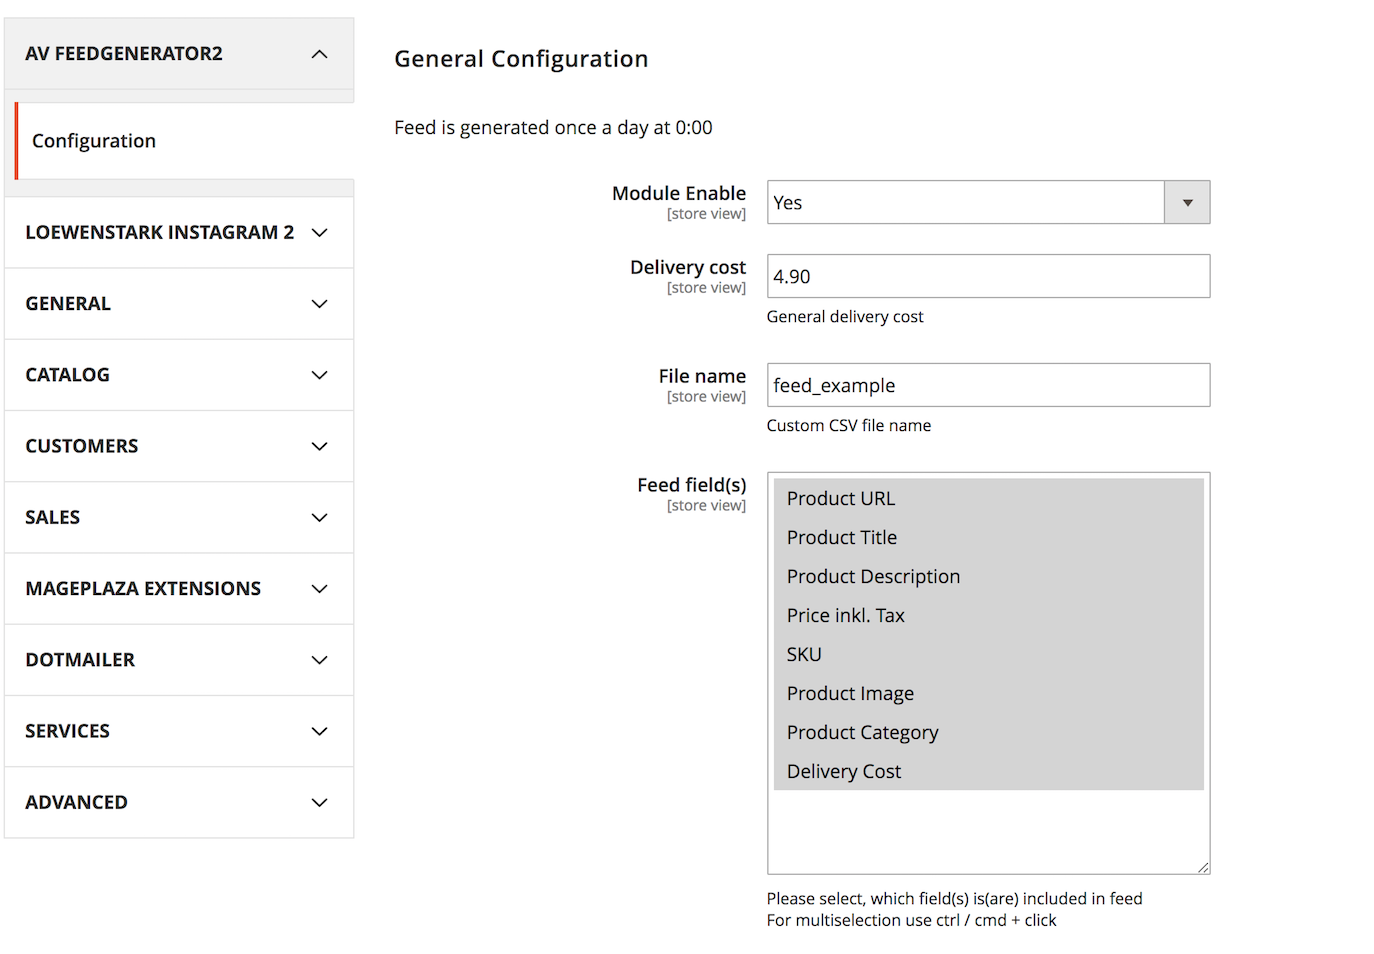 AV FEEDGENERATOR2
Configuration
LOEWENSTARK INSTAGRAM 2
GENERAL
CATALOG
CUSTOMERS
SALES
MAGEPLAZA EXTENSIONS
DOTMAILER
SERVICES
ADVANCED
General Configuration
Feed is generated once a day at 0:00
Module Enable
[store view]
Yes
Delivery cost
[store view]
4.90
General delivery cost
File name
[store view]
feed_example
Custom CSV file name
Feed field(s)
[store view]
Product URL
Product Title
Product Description
Price inkl. Tax
SKU
Product Image
Product Category
Delivery Cost
Please select, which field(s) is(are) included in feed
For multiselection use ctrl / cmd + click